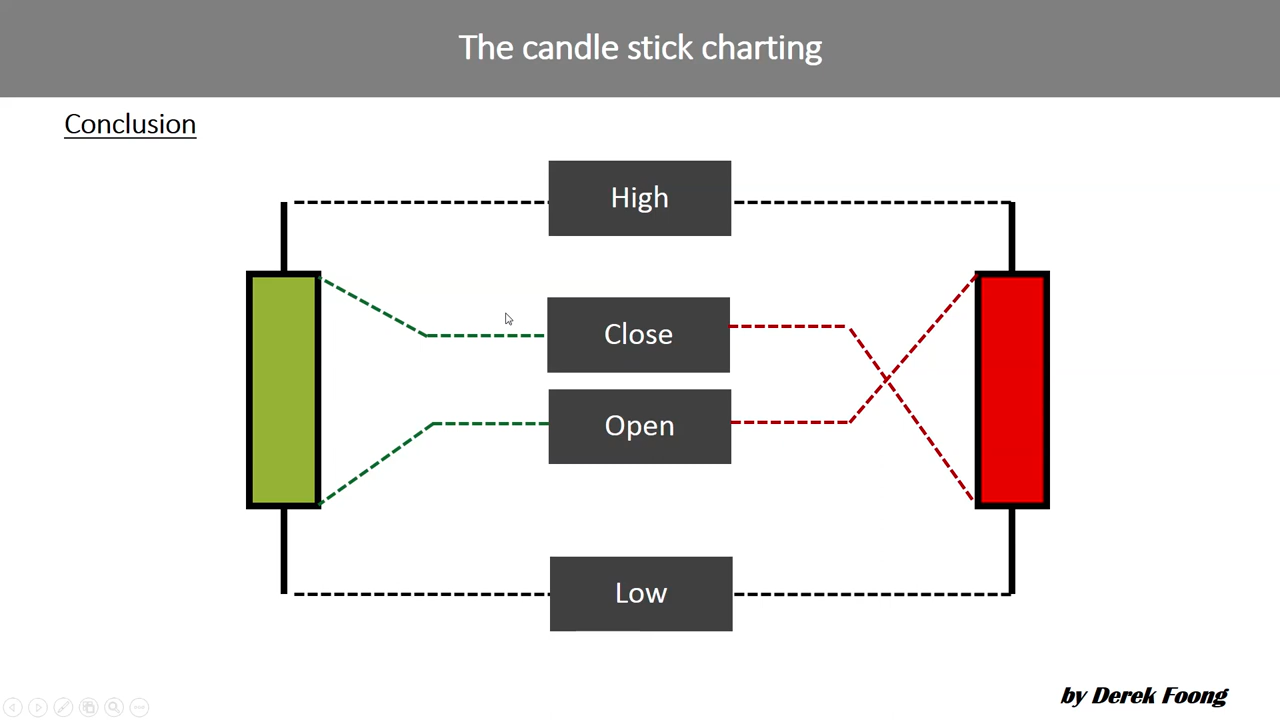 The candle stick charting
Conclusion
High
Close
Open
Low
by Derek Foong